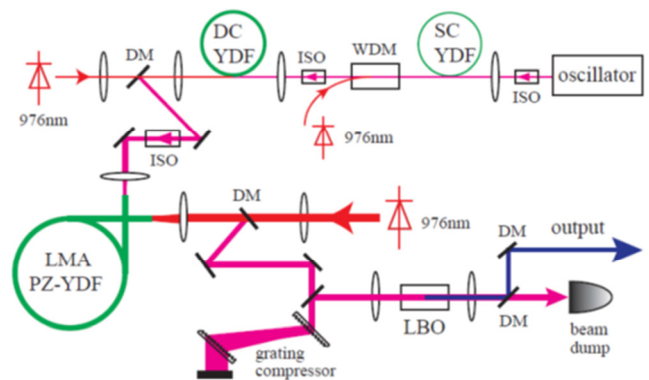 DC
YDF
DM
ISO
WDM
SC
YDF
ISO
oscillator
976nm
976nm
ISO
DM
976nm
LMA
PZ-YDF
DM
output
LBO
DM
grating
compressor
beam
dump